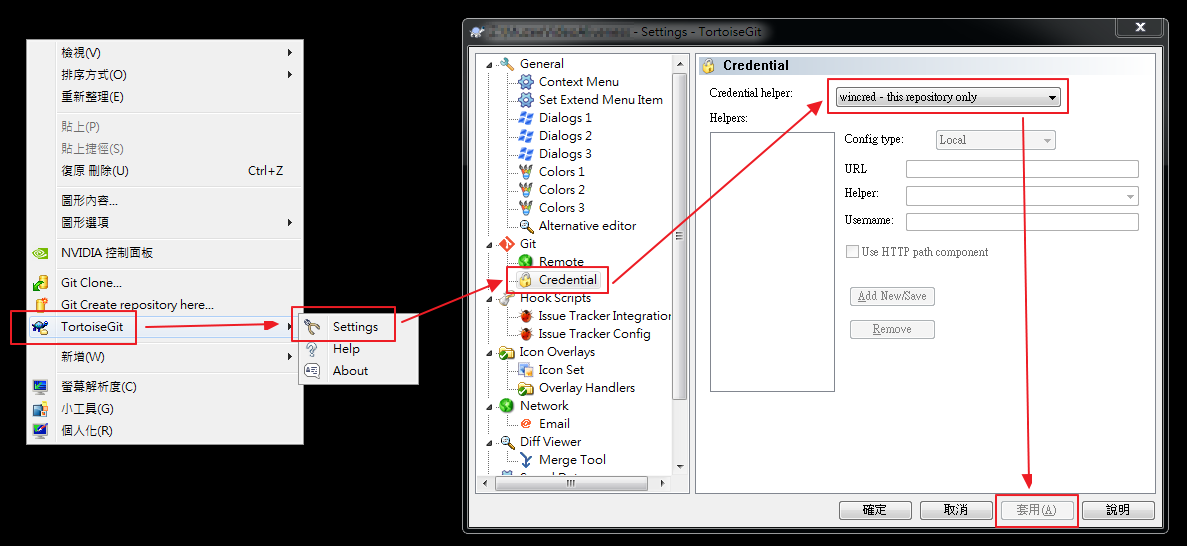 檢視(V)
排序方式(O)
重新整理(E)
貼上(P)
貼上捷徑(S)
復原 刪除(U) Ctrl+Z
圖形內容...
圖形選項
NVIDIA 控制面板
Git Clone...
Git Create repository here...
TortoiseGit
新增(W)
螢幕解析度(C)
小工具(G)
個人化(R)
Settings
Help
About
- Settings - TortoiseGit
General
Context Menu
Set Extend Menu Item
Dialogs 1
Dialogs 2
Dialogs 3
Colors 1
Colors 2
Colors 3
Alternative editor
Git
Remote
Credential
Hook Scripts
Issue Tracker Integration
Issue Tracker Config
Icon Overlays
Icon Set
Overlay Handlers
Network
Email
Diff Viewer
Merge Tool
Credential
Credential helper: wincred - this repository only
Helpers:
Config type: Local
URL
Helper:
Username:
Use HTTP path component
Add New/Save
Remove
確定 取消 套用(A) 說明